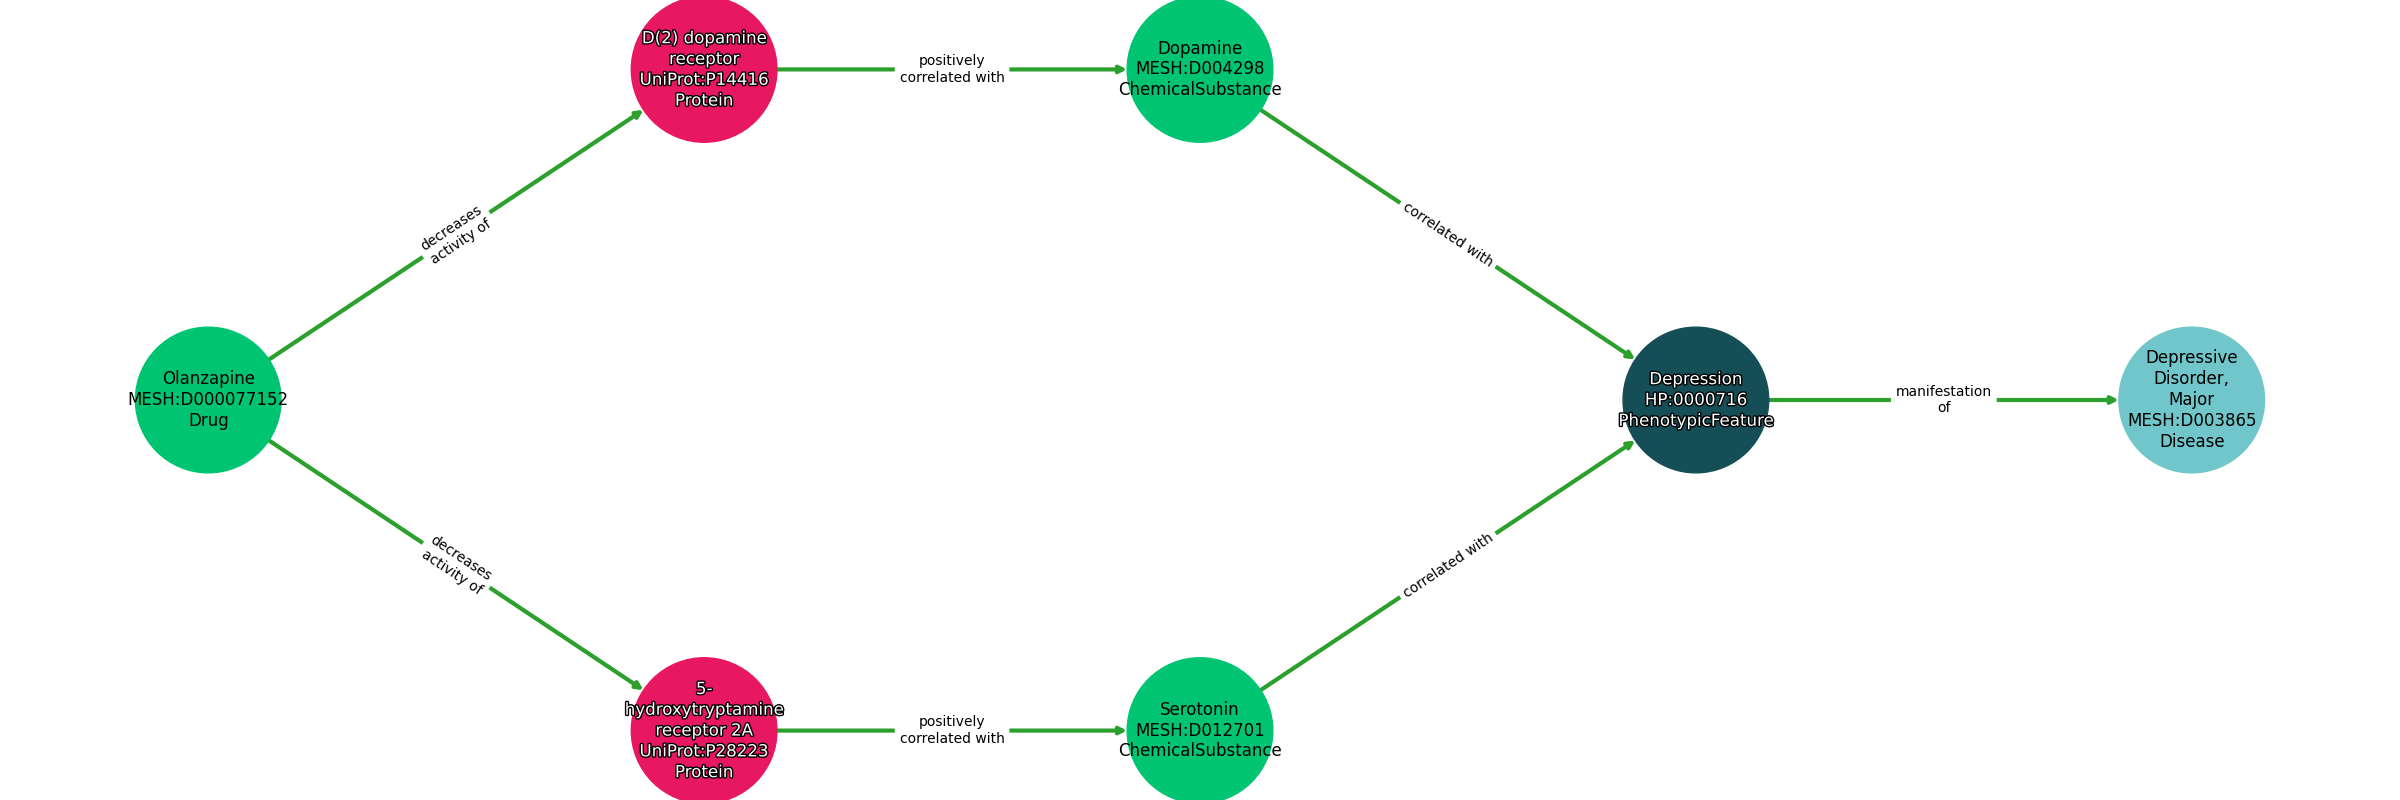 D(2) dopamine
receptor
UniProt:P14416
Protein
positively
correlated with
Dopamine
MESH:D004298
ChemicalSubstance
decreases
activity of
correlated with
Olanzapine
MESH:D000077152
Drug
Depression
HP:0000716
PhenotypicFeature
manifestation
of
Depressive
Disorder,
Major
MESH:D003865
Disease
decreases
activity of
correlated with
5-
hydroxytryptamine
receptor 2A
UniProt:P28223
Protein
positively
correlated with
Serotonin
MESH:D012701
ChemicalSubstance